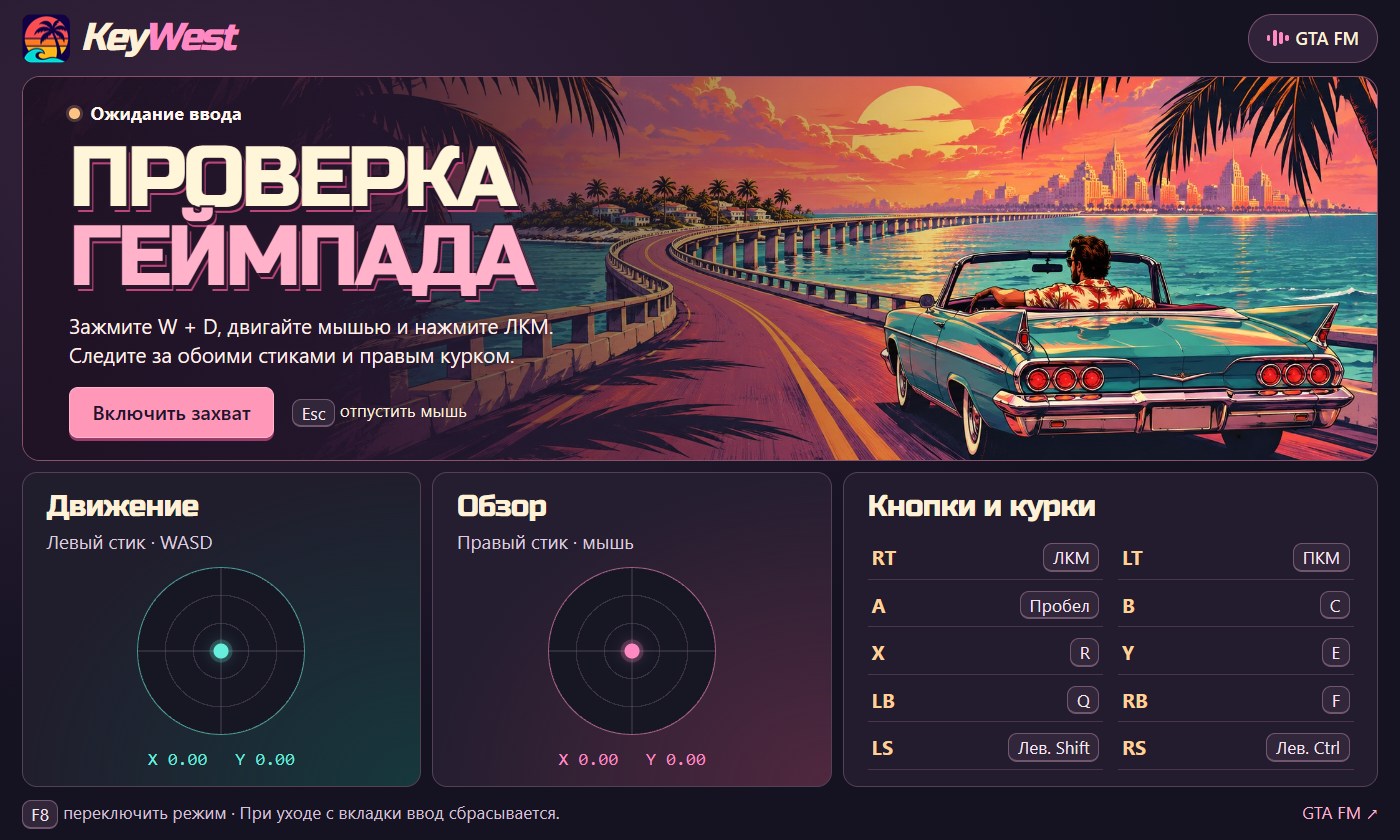 KeyWest
GTA FM
Ожидание ввода
ПРОВЕРКА
ГЕЙМПАДА
Зажмите W + D, двигайте мышью и нажмите ЛКМ.
Следите за обоими стиками и правым курком.
Включить захват
Esc отпустить мышь
Движение
Левый стик · WASD
X 0.00 Y 0.00
Обзор
Правый стик · мышь
X 0.00 Y 0.00
Кнопки и курки
RT ЛКМ LT ПКМ
A Пробел B C
X R Y E
LB Q RB F
LS Лев. Shift RS Лев. Ctrl
F8 переключить режим · При уходе с вкладки ввод сбрасывается.
GTA FM ↗